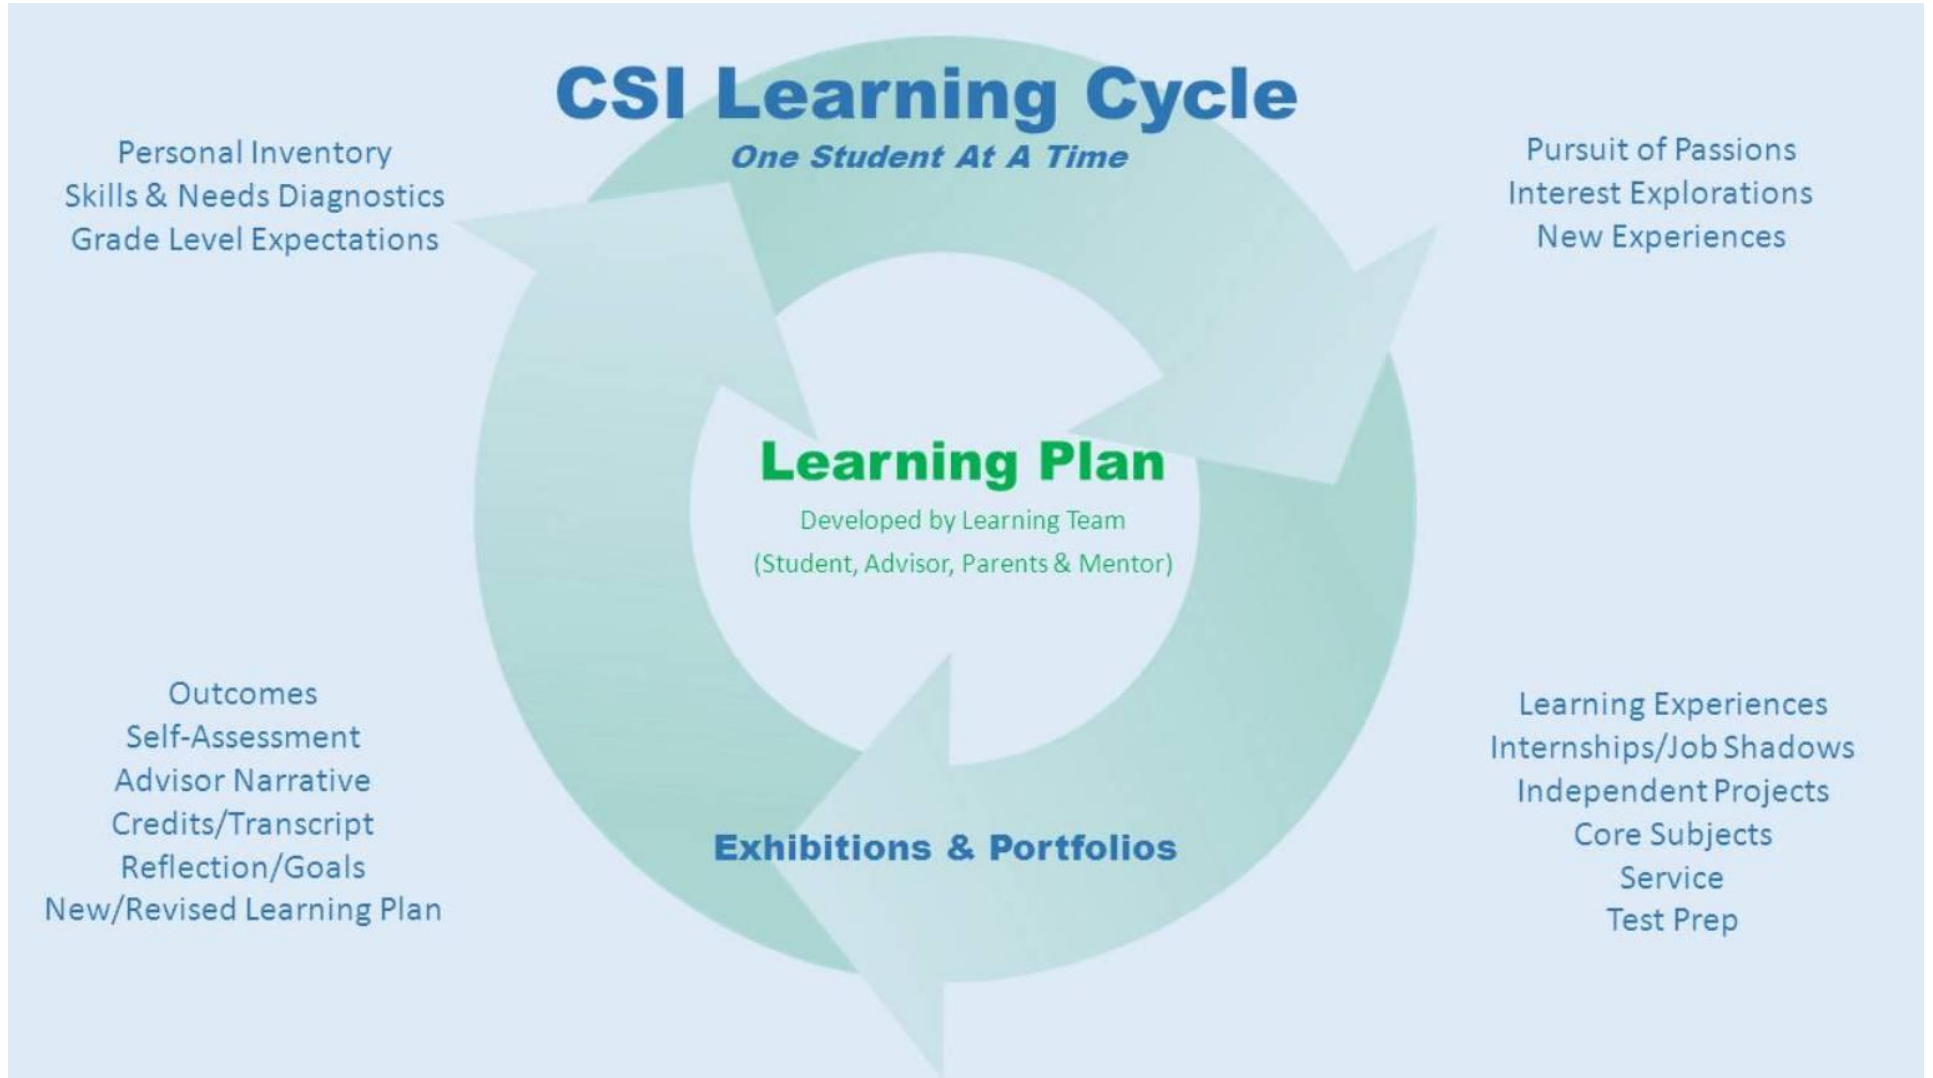 CSI Learning Cycle
One Student At A Time
Personal Inventory
Skills & Needs Diagnostics
Grade Level Expectations
Pursuit of Passions
Interest Explorations
New Experiences
Learning Plan
Developed by Learning Team
(Student, Advisor, Parents & Mentor)
Outcomes
Self-Assessment
Advisor Narrative
Credits/Transcript
Reflection/Goals
New/Revised Learning Plan
Learning Experiences
Internships/Job Shadows
Independent Projects
Core Subjects
Service
Test Prep
Exhibitions & Portfolios